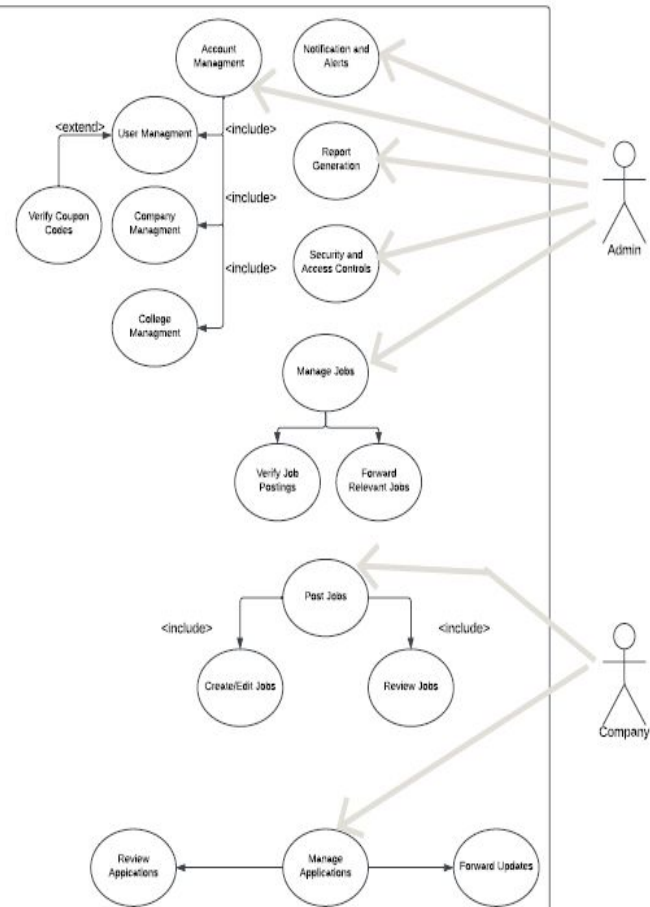 Account
Managment
Notification and
Alerts
<extend>
User Managment
<include>
Report
Generation
Admin
Verify Coupon
Codes
Company
Managment
<include>
Security and
Access Controls
<include>
College
Managment
Manage Jobs
Verify Job
Postings
Forward
Relevant Jobs
Post Jobs
<include>
<include>
Create/Edit Jobs
Review Jobs
Company
Review
Appications
Manage
Applications
Forward Updates